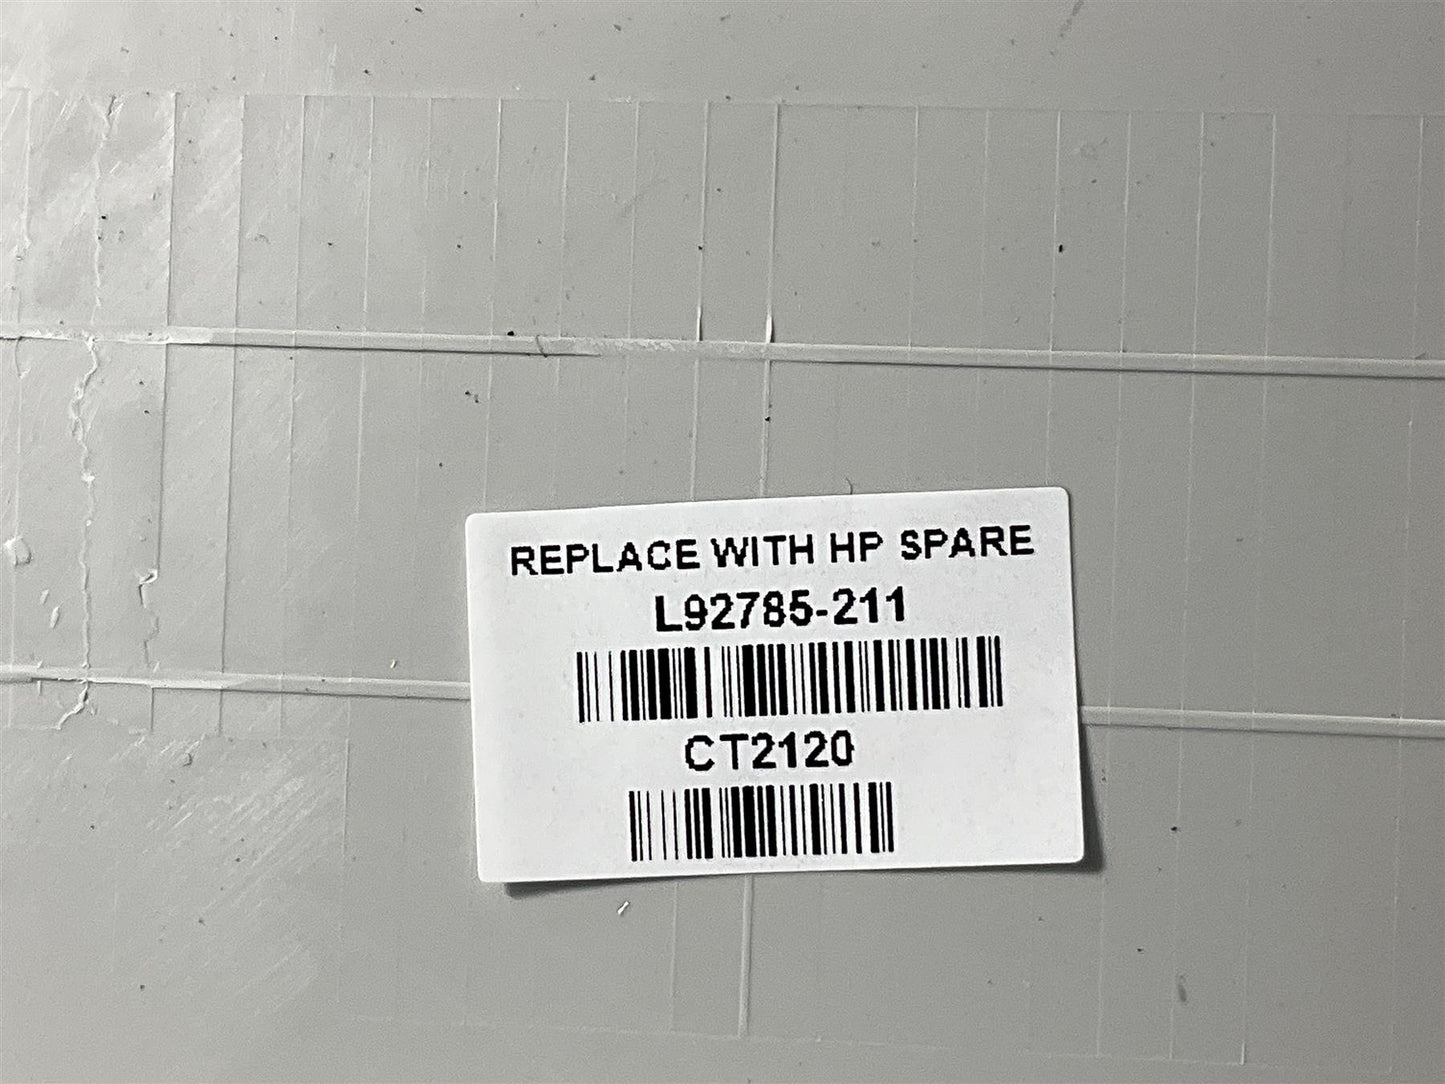 REPLACE WITH HP SPARE
L92785-211
CT2120